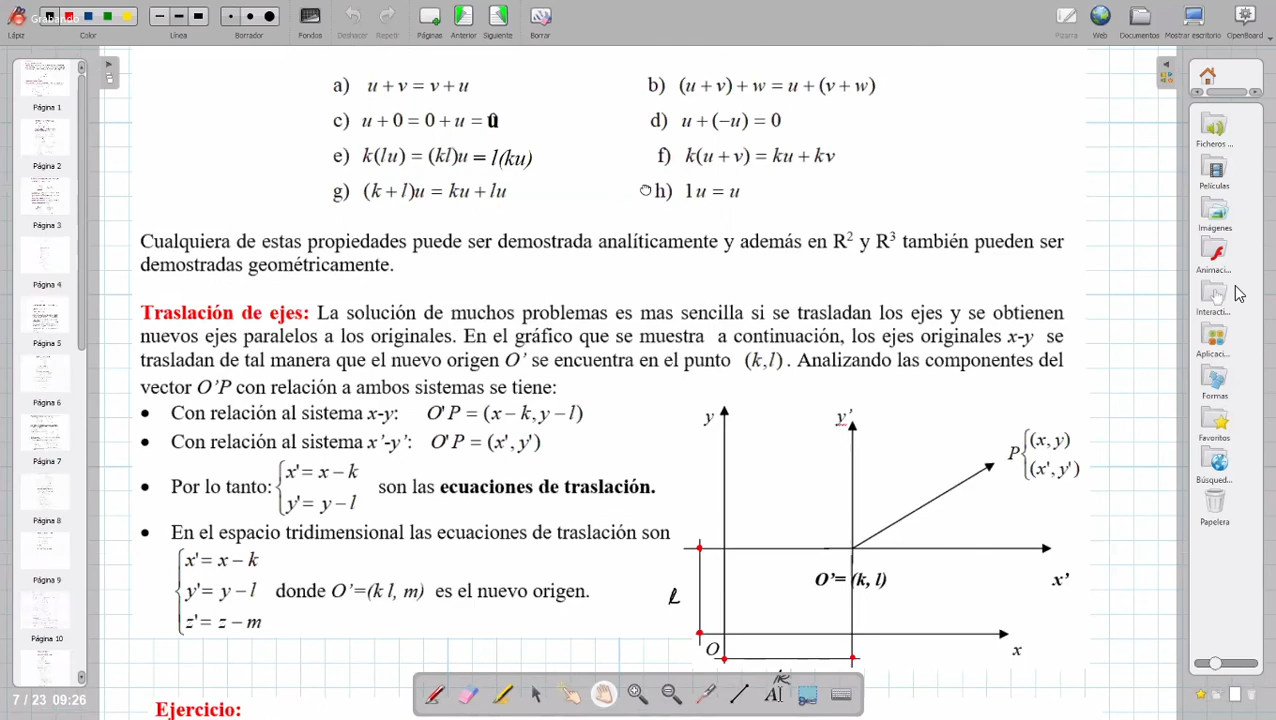 Grabando
Lápiz
Color
Línea
Borrador
Fondos
Deshacer
Repetir
Páginas
Anterior
Siguiente
Borrar
Pizarra
Web
Documentos
Mostrar escritorio
OpenBoard
Página 1
Página 3
Página 4
Página 5
Página 6
Página 7
Página 8
Página 9
Página 10
a) u + v = v + u
b) (u + v) + w = u + (v + w)
c) u + 0 = 0 + u =
d) u + (−u) = 0
e) k(lu) = (kl)u = l(ku)
f) k(u + v) = ku + kv
g) (k + l)u = ku + lu
h) 1u = u
Cualquiera de estas propiedades puede ser demostrada analíticamente y además en R² y R³ también pueden ser
demostradas geométricamente.
Traslación de ejes: La solución de muchos problemas es mas sencilla si se trasladan los ejes y se obtienen
nuevos ejes paralelos a los originales. En el gráfico que se muestra a continuación, los ejes originales x-y se
trasladan de tal manera que el nuevo origen O’ se encuentra en el punto (k,l). Analizando las componentes del
vector O’P con relación a ambos sistemas se tiene:
• Con relación al sistema x-y: O'P = (x − k, y − l)
• Con relación al sistema x’-y’: O'P = (x', y')
• Por lo tanto: { x' = x − k
y' = y − l son las ecuaciones de traslación.
• En el espacio tridimensional las ecuaciones de traslación son
{ x' = x − k
y' = y − l donde O’=(k l, m) es el nuevo origen.
z' = z − m
y
y’
P { (x, y)
(x', y')
O’= (k, l)
x’
l
O
x
k
Ejercicio:
Ficheros ...
Películas
Imágenes
Animaci...
Interacti...
Aplicaci...
Formas
Favoritos
Búsqued...
Papelera
7 / 23 09:26